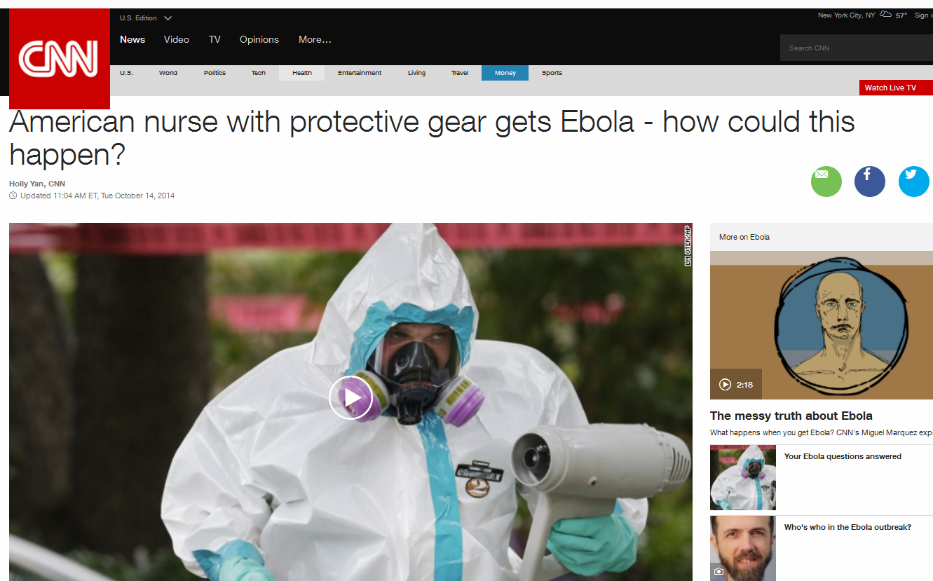 CNN
U.S. Edition
New York City, NY 57° Sign
News Video TV Opinions More...
Search CNN
U.S. World Politics Tech Health Entertainment Living Travel Money Sports
Watch Live TV
American nurse with protective gear gets Ebola - how could this
happen?
Holly Yan, CNN
Updated 11:04 AM ET, Tue October 14, 2014
f
More on Ebola
2:18
The messy truth about Ebola
What happens when you get Ebola? CNN's Miguel Marquez
Your Ebola questions answered
Who's who in the Ebola outbreak?